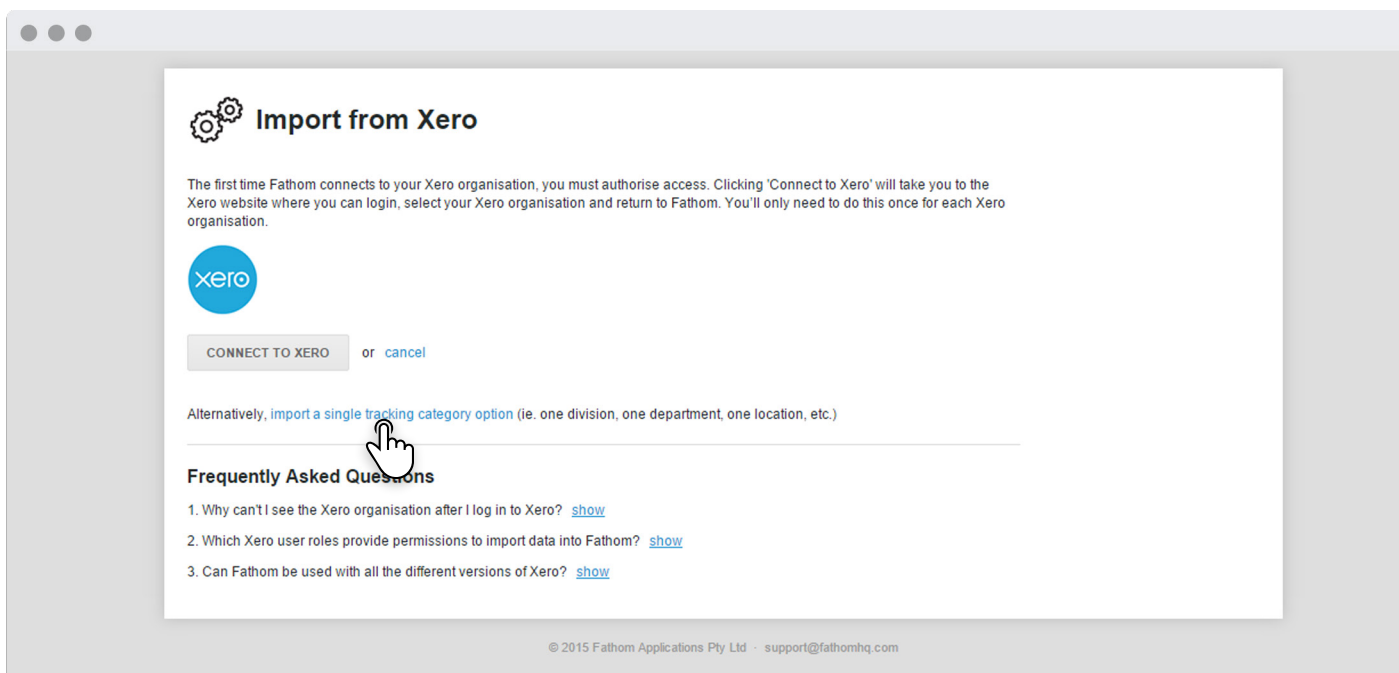 Import from Xero
The first time Fathom connects to your Xero organisation, you must authorise access. Clicking 'Connect to Xero' will take you to the
Xero website where you can login, select your Xero organisation and return to Fathom. You'll only need to do this once for each Xero
organisation.
xero
CONNECT TO XERO or cancel
Alternatively, import a single tracking category option (ie. one division, one department, one location, etc.)
Frequently Asked Questions
1. Why can't I see the Xero organisation after I log in to Xero? show
2. Which Xero user roles provide permissions to import data into Fathom? show
3. Can Fathom be used with all the different versions of Xero? show
© 2015 Fathom Applications Pty Ltd · support@fathomhq.com